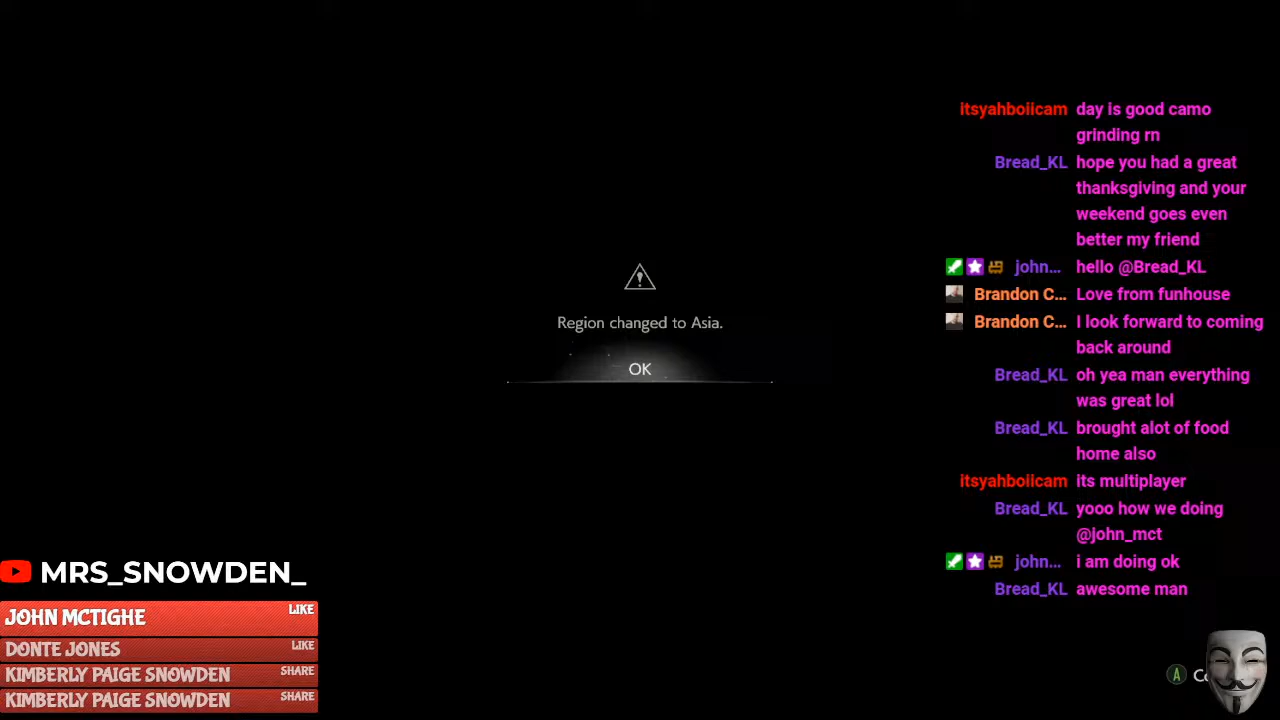 itsyahboiicam day is good camo
grinding rn
Bread_KL hope you had a great
thanksgiving and your
weekend goes even
better my friend
john... hello @Bread_KL
Brandon C... Love from funhouse
Brandon C... I look forward to coming
back around
Bread_KL oh yea man everything
was great lol
Bread_KL brought alot of food
home also
itsyahboiicam its multiplayer
Bread_KL yooo how we doing
@john_mct
john... i am doing ok
Bread_KL awesome man
Region changed to Asia.
OK
MRS_SNOWDEN_
JOHN MCTIGHE LIKE
DONTE JONES LIKE
KIMBERLY PAIGE SNOWDEN SHARE
KIMBERLY PAIGE SNOWDEN SHARE
A